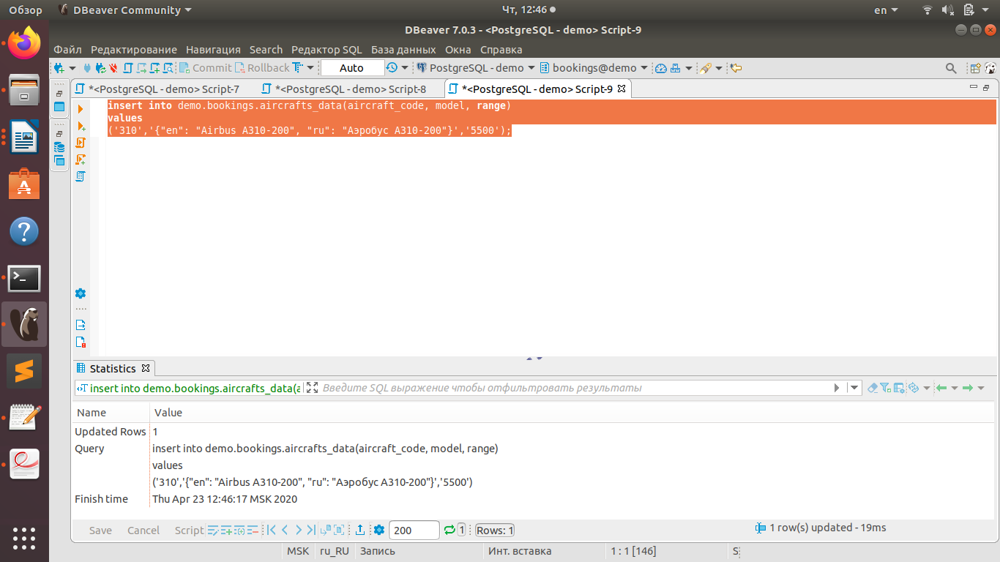 Обзор DBeaver Community Чт, 12:46 en
DBeaver 7.0.3 - <PostgreSQL - demo> Script-9
Файл Редактирование Навигация Search Редактор SQL База данных Окна Справка
Commit Rollback Auto PostgreSQL - demo bookings@demo
*<PostgreSQL - demo> Script-7 *<PostgreSQL - demo> Script-8 *<PostgreSQL - demo> Script-9
insert into demo.bookings.aircrafts_data(aircraft_code, model, range)
values
('310','{"en": "Airbus A310-200", "ru": "Аэробус A310-200"}','5500');
Statistics
insert into demo.bookings.aircrafts_data(a Введите SQL выражение чтобы отфильтровать результаты
Name Value
Updated Rows 1
Query insert into demo.bookings.aircrafts_data(aircraft_code, model, range)
values
('310','{"en": "Airbus A310-200", "ru": "Аэробус A310-200"}','5500')
Finish time Thu Apr 23 12:46:17 MSK 2020
Save Cancel Script 200 1 Rows: 1 1 row(s) updated - 19ms
MSK ru_RU Запись Инт. вставка 1 : 1 [146] S